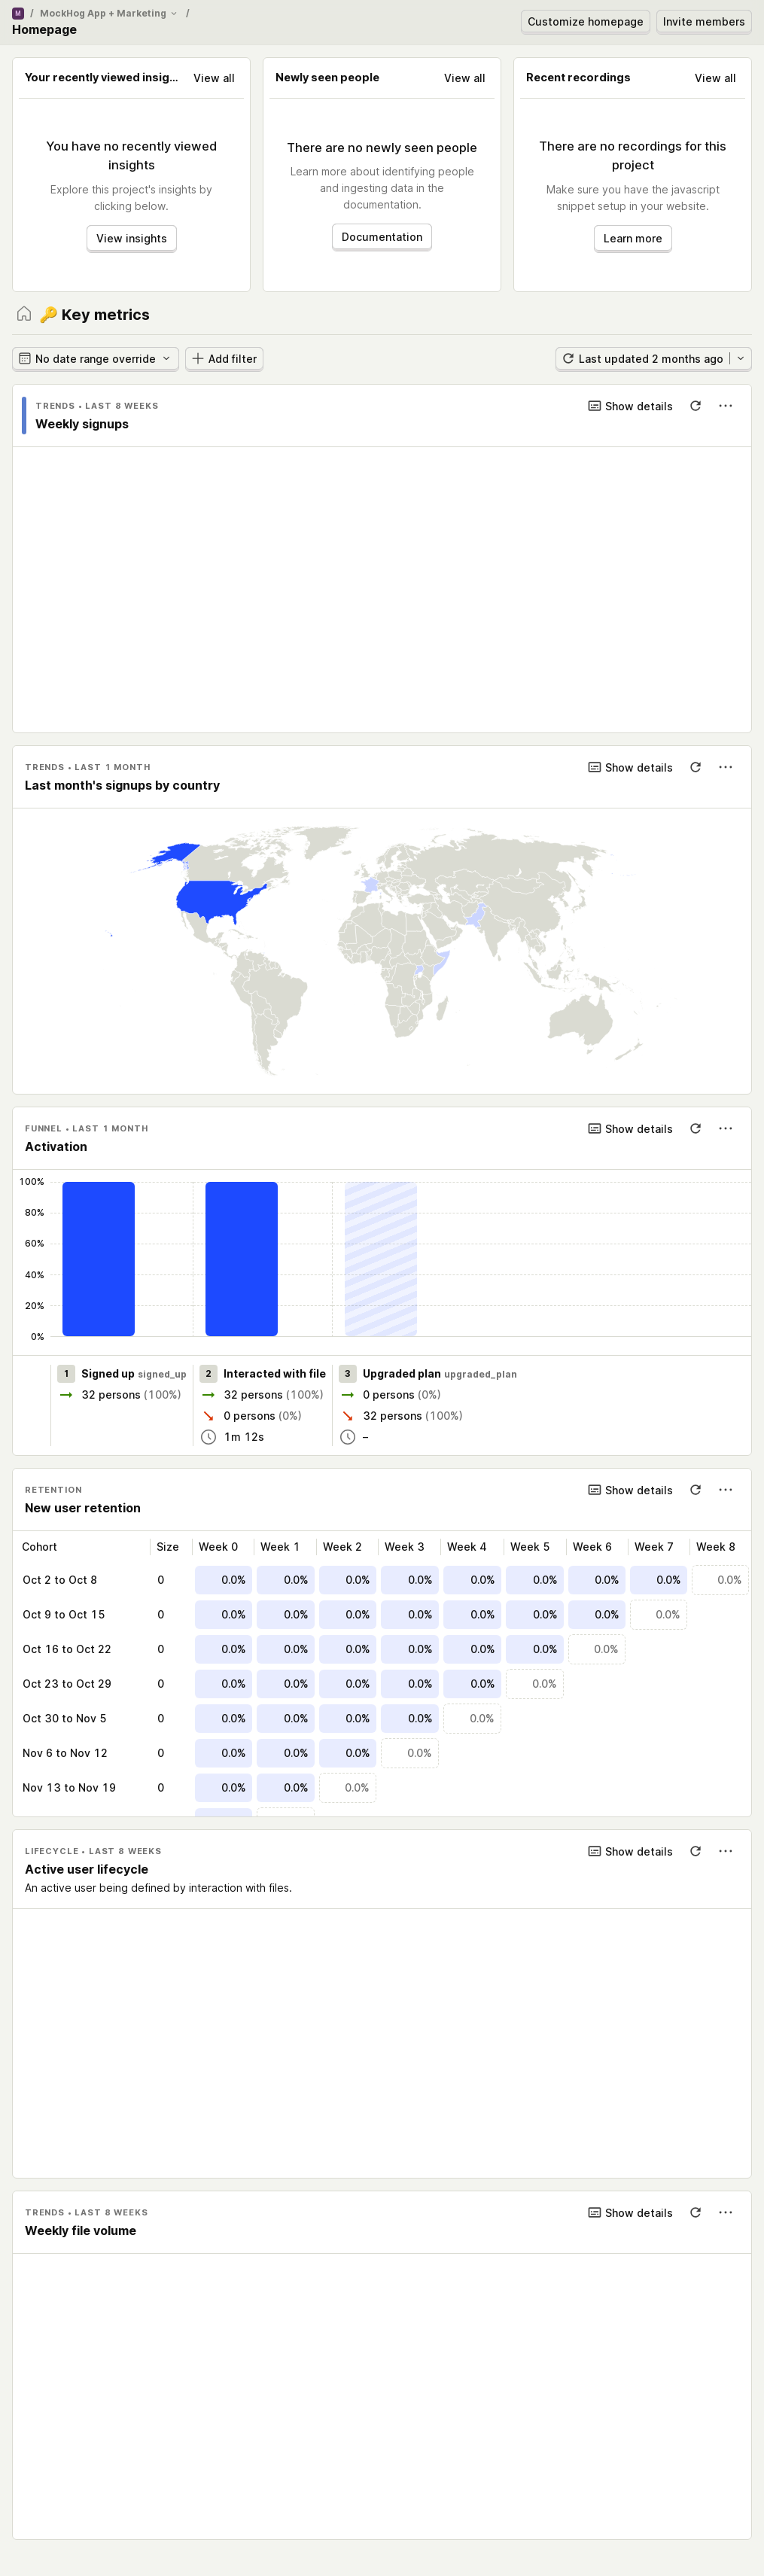 M / MockHog App + Marketing /
Homepage
Customize homepage
Invite members
Your recently viewed insig...
View all
You have no recently viewed
insights
Explore this project's insights by
clicking below.
View insights
Newly seen people
View all
There are no newly seen people
Learn more about identifying people
and ingesting data in the
documentation.
Documentation
Recent recordings
View all
There are no recordings for this
project
Make sure you have the javascript
snippet setup in your website.
Learn more
🔑 Key metrics
No date range override
Add filter
Last updated 2 months ago
TRENDS • LAST 8 WEEKS
Show details
Weekly signups
TRENDS • LAST 1 MONTH
Show details
Last month's signups by country
FUNNEL • LAST 1 MONTH
Show details
Activation
100%
80%
60%
40%
20%
0%
1 Signed up signed_up
32 persons (100%)
2 Interacted with file
32 persons (100%)
0 persons (0%)
1m 12s
3 Upgraded plan upgraded_plan
0 persons (0%)
32 persons (100%)
–
RETENTION
Show details
New user retention
Cohort Size Week 0 Week 1 Week 2 Week 3 Week 4 Week 5 Week 6 Week 7 Week 8
Oct 2 to Oct 8 0 0.0% 0.0% 0.0% 0.0% 0.0% 0.0% 0.0% 0.0% 0.0%
Oct 9 to Oct 15 0 0.0% 0.0% 0.0% 0.0% 0.0% 0.0% 0.0% 0.0%
Oct 16 to Oct 22 0 0.0% 0.0% 0.0% 0.0% 0.0% 0.0% 0.0%
Oct 23 to Oct 29 0 0.0% 0.0% 0.0% 0.0% 0.0% 0.0%
Oct 30 to Nov 5 0 0.0% 0.0% 0.0% 0.0% 0.0%
Nov 6 to Nov 12 0 0.0% 0.0% 0.0% 0.0%
Nov 13 to Nov 19 0 0.0% 0.0% 0.0%
LIFECYCLE • LAST 8 WEEKS
Show details
Active user lifecycle
An active user being defined by interaction with files.
TRENDS • LAST 8 WEEKS
Show details
Weekly file volume